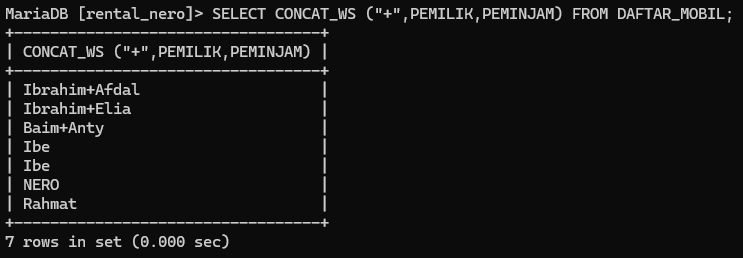 MariaDB [rental_nero]> SELECT CONCAT_WS ("+",PEMILIK,PEMINJAM) FROM DAFTAR_MOBIL;
+----------------------------------+
| CONCAT_WS ("+",PEMILIK,PEMINJAM) |
+----------------------------------+
| Ibrahim+Afdal                    |
| Ibrahim+Elia                     |
| Baim+Anty                        |
| Ibe                              |
| Ibe                              |
| NERO                             |
| Rahmat                           |
+----------------------------------+
7 rows in set (0.000 sec)